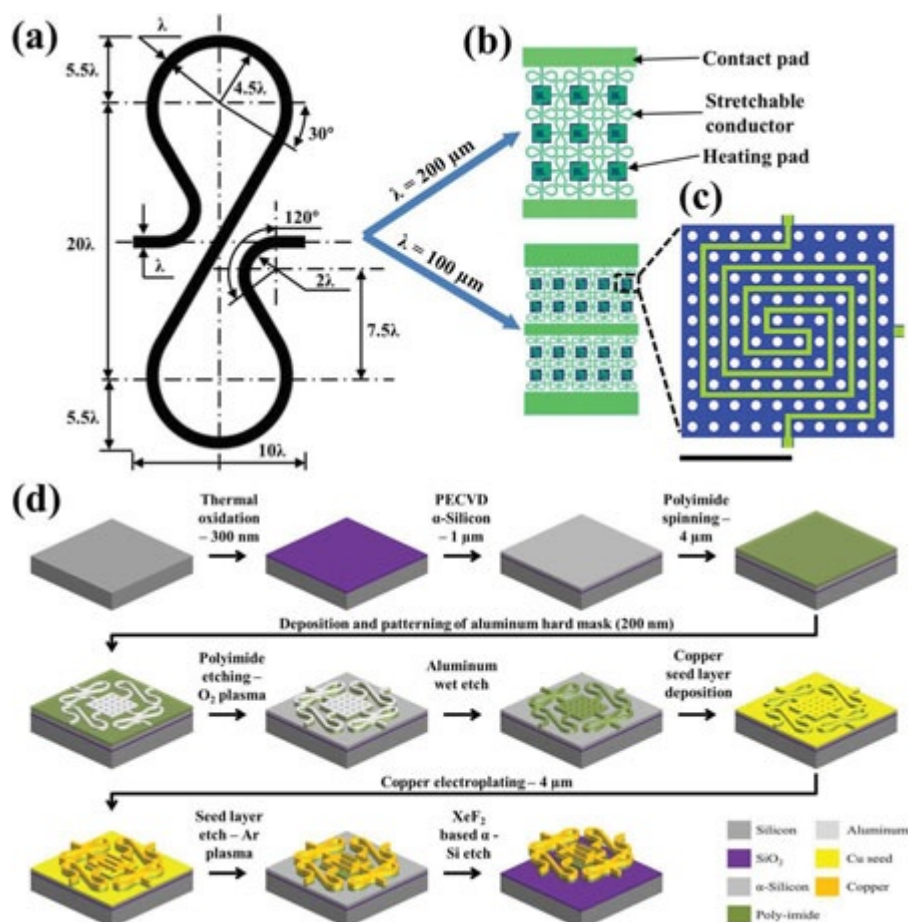 (a)
λ
5.5λ
4.5λ
30°
120°
20λ
λ
2λ
7.5λ
5.5λ
10λ
λ = 200 µm
λ = 100 µm
(b)
Contact pad
Stretchable
conductor
Heating pad
(c)
(d)
Thermal
oxidation
– 300 nm
PECVD
α-Silicon
– 1 µm
Polyimide
spinning –
4 µm
Deposition and patterning of aluminum hard mask (200 nm)
Polyimide
etching –
O₂ plasma
Aluminum
wet etch
Copper
seed layer
deposition
Copper electroplating – 4 µm
Seed layer
etch – Ar
plasma
XeF₂
based α -
Si etch
Silicon
Aluminum
SiO₂
Cu seed
α-Silicon
Copper
Poly-imide